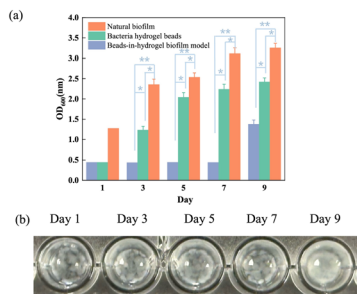 (a)
Natural biofilm
Bacteria hydrogel beads
Beads-in-hydrogel biofilm model
OD600(nm)
4.0
3.5
3.0
2.5
2.0
1.5
1.0
0.5
0.0
** ** ** **
* * * * * * * *
1 3 5 7 9
Day
(b) Day 1 Day 3 Day 5 Day 7 Day 9